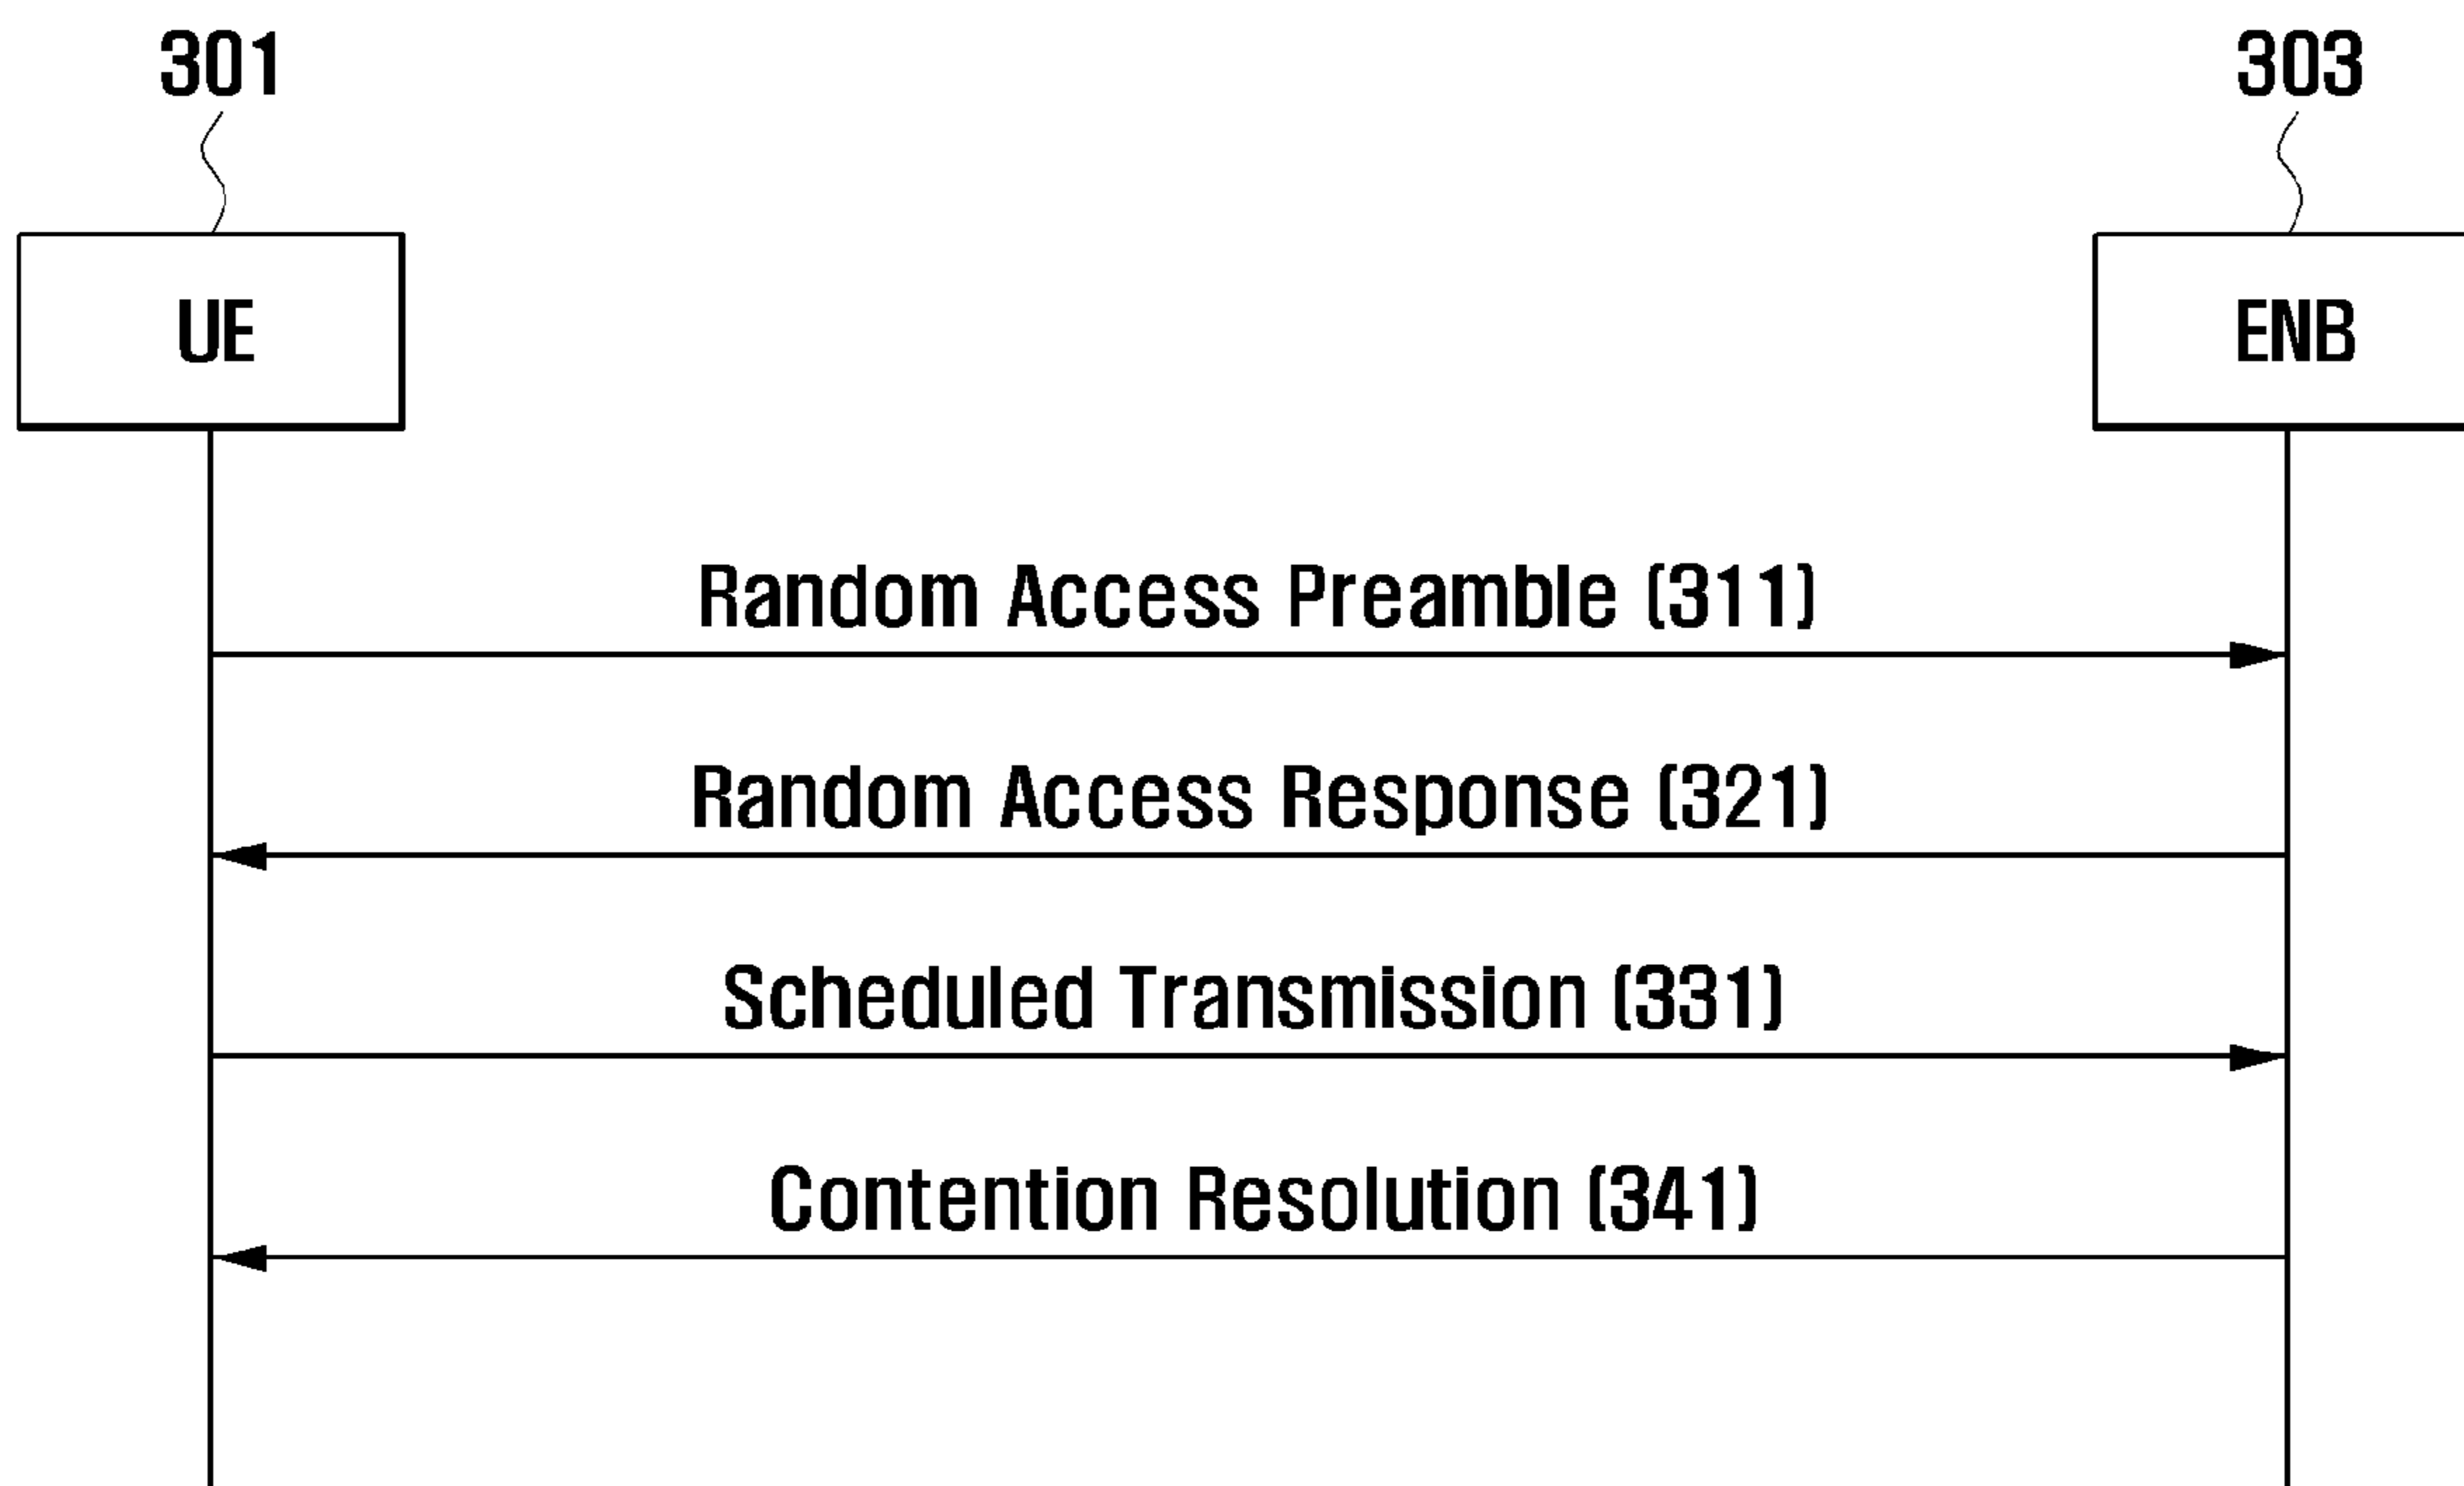 301
303
UE
ENB
Random Access Preamble (311)
Random Access Response (321)
Scheduled Transmission (331)
Contention Resolution (341)